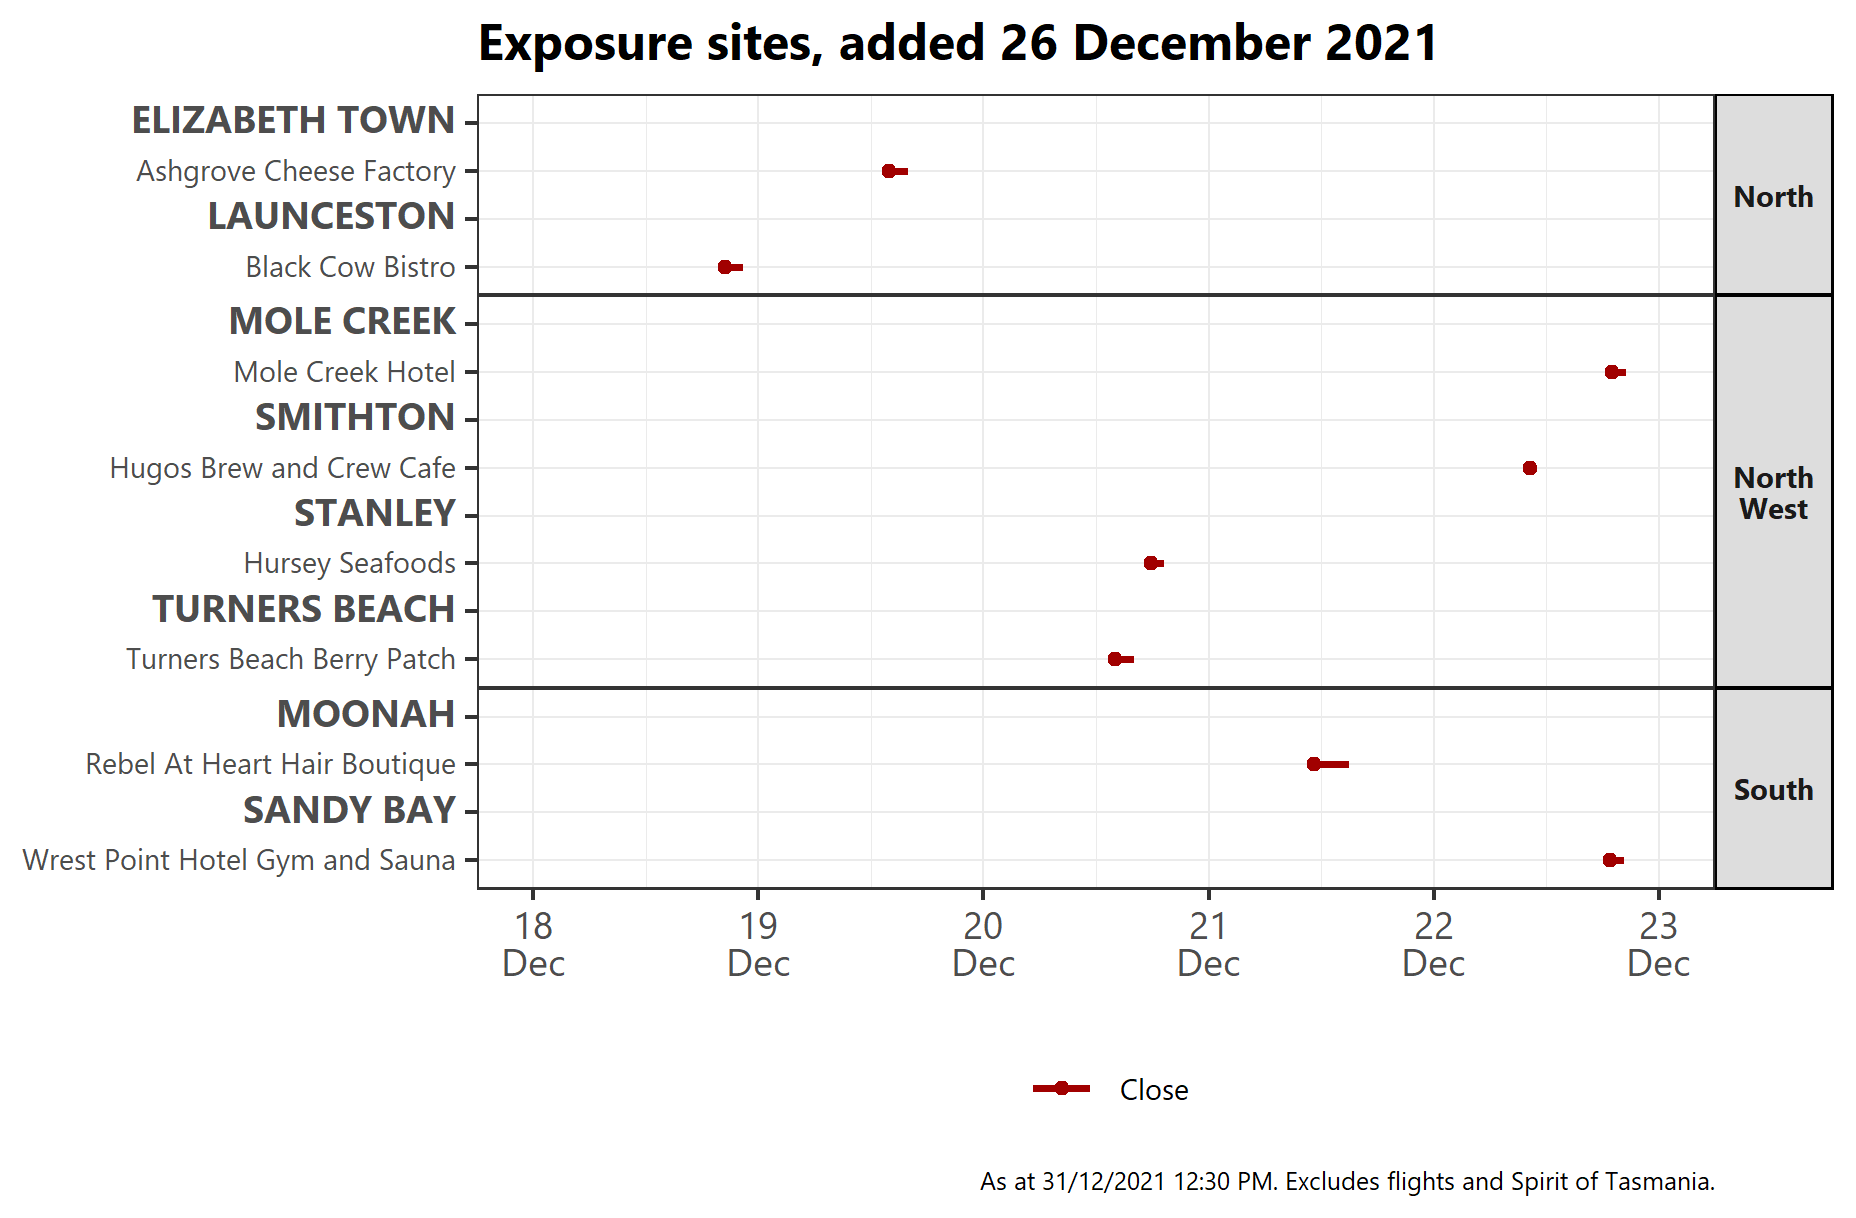 Exposure sites, added 26 December 2021
ELIZABETH TOWN
Ashgrove Cheese Factory
LAUNCESTON
Black Cow Bistro
North
MOLE CREEK
Mole Creek Hotel
SMITHTON
Hugos Brew and Crew Cafe
STANLEY
Hursey Seafoods
TURNERS BEACH
Turners Beach Berry Patch
North
West
MOONAH
Rebel At Heart Hair Boutique
SANDY BAY
Wrest Point Hotel Gym and Sauna
South
18 19 20 21 22 23
Dec Dec Dec Dec Dec Dec
Close
As at 31/12/2021 12:30 PM. Excludes flights and Spirit of Tasmania.